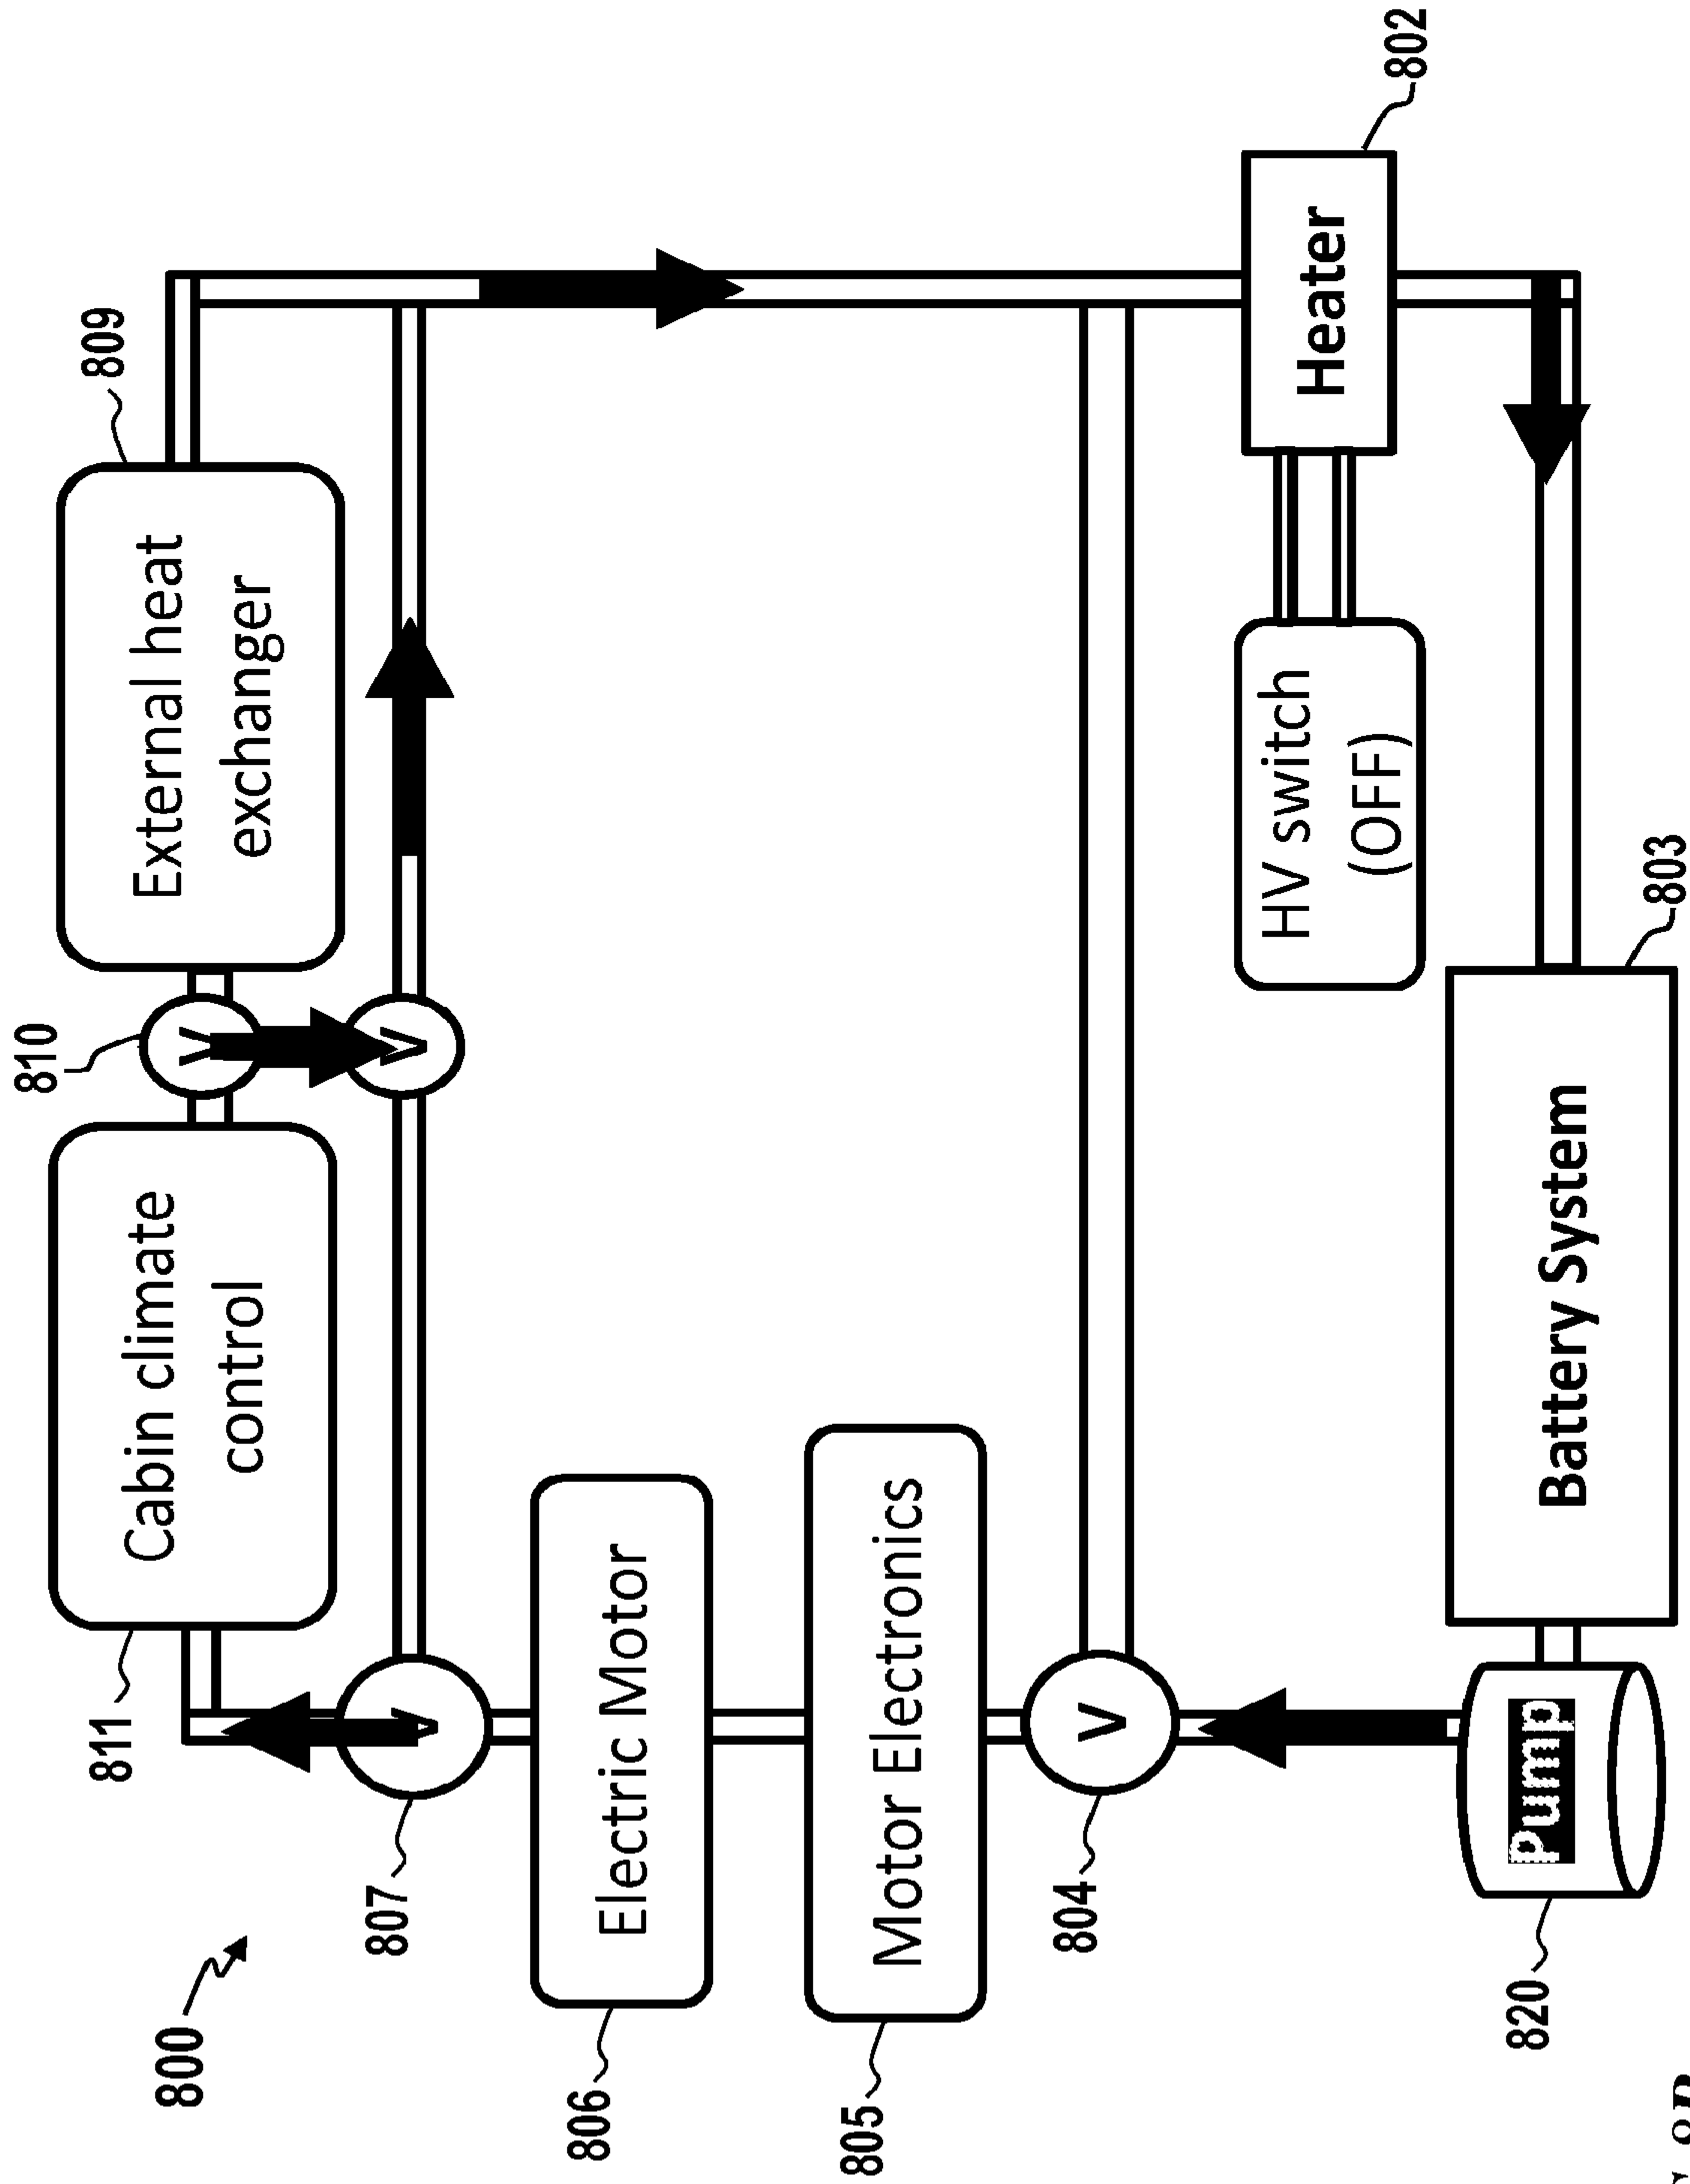 810
809
811
Cabin climate
control
V
External heat
exchanger
800
807
V
V
806
Electric Motor
805
Motor Electronics
804
V
HV switch
(OFF)
Heater
802
820
Pump
Battery System
803